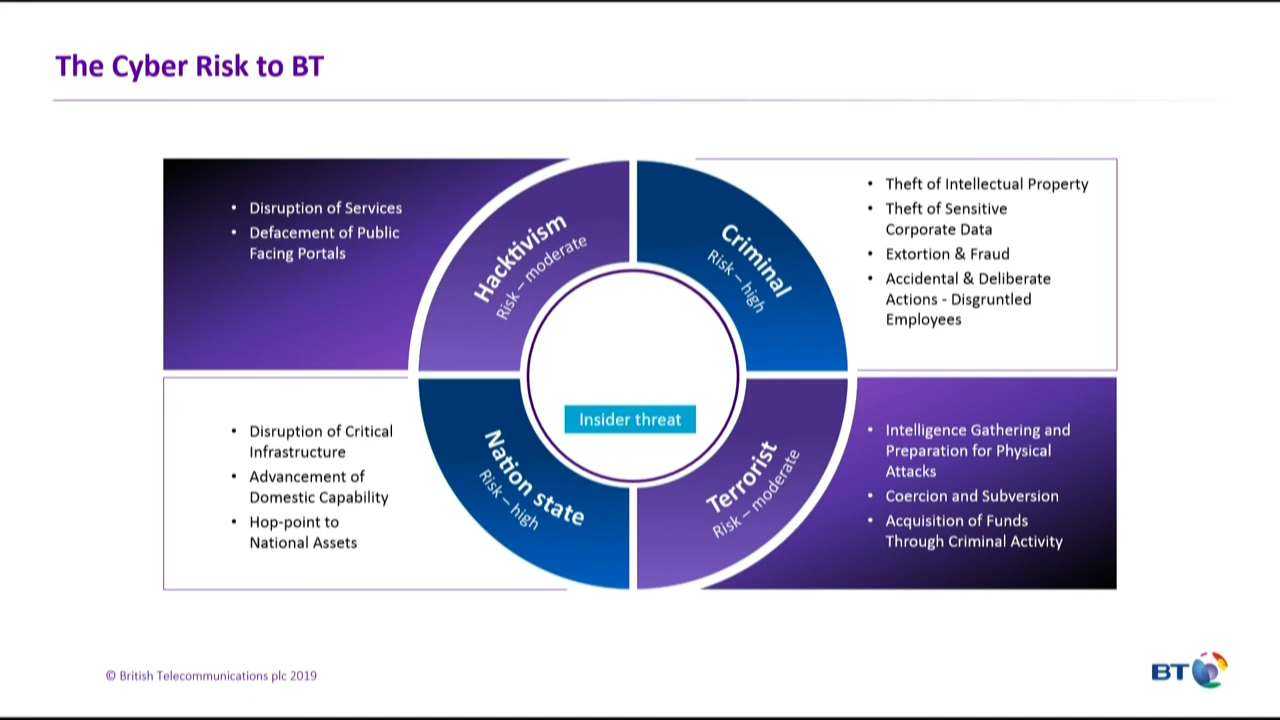 The Cyber Risk to BT
• Disruption of Services
• Defacement of Public
Facing Portals
Hacktivism
Risk – moderate
Criminal
Risk – high
• Theft of Intellectual Property
• Theft of Sensitive
Corporate Data
• Extortion & Fraud
• Accidental & Deliberate
Actions - Disgruntled
Employees
Insider threat
• Disruption of Critical
Infrastructure
• Advancement of
Domestic Capability
• Hop-point to
National Assets
Nation state
Risk – high
Terrorist
Risk – moderate
• Intelligence Gathering and
Preparation for Physical
Attacks
• Coercion and Subversion
• Acquisition of Funds
Through Criminal Activity
© British Telecommunications plc 2019
BT